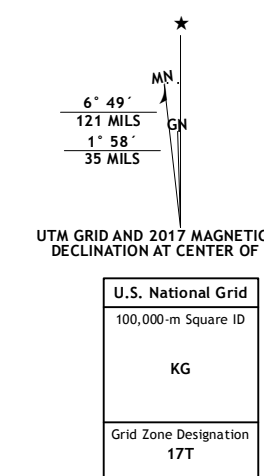 ★
MN
6° 49´
121 MILS
GN
1° 58´
35 MILS
UTM GRID AND 2017 MAGNETIC
DECLINATION AT CENTER OF
U.S. National Grid
100,000-m Square ID
KG
Grid Zone Designation
17T